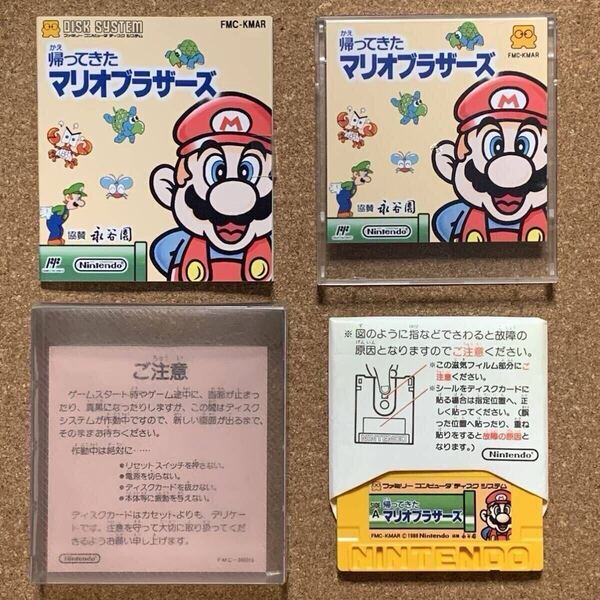 DISK SYSTEM
FMC-KMAR
ファミリー コンピュータ ディスク システム
かえ
帰ってきた
マリオブラザーズ
M
協賛 永谷園
Nintendo
FMC-KMAR
かえ
帰ってきた
マリオブラザーズ
M
協賛 永谷園
Nintendo
ちゅうい
ご注意
ゲームスタート時やゲーム途中に、画面が止まっ
たり、真黒になったりしますが、この間はディスク
システムが作動中ですので、新しい画面が出るまで、
そのままお待ちください。
作動中は絶対に……
●リセットスイッチを押さない。
●電源を切らない。
●ディスクカードを抜かない。
●本体等に振動を与えない。
ディスクカードはカセットよりも、デリケー
トです。注意を守って大切に取り扱ってくだ
さるようお願い申し上げます。
Nintendo
※図のように指などでさわると故障の
原因となりますのでご注意ください。
※この磁気フィルム部分にご
注意ください。
※シールをディスクカードに
貼る場合は指定位置へ、正
しく貼ってください。(誤
った位置へ貼ったり、重ね
貼りをすると故障の原因と
なります。)
Nintendo
ファミリー コンピュータ ディスク システム
SIDE A
帰ってきた
マリオブラザーズ
FMC-KMAR © 1988 Nintendo
NINTENDO